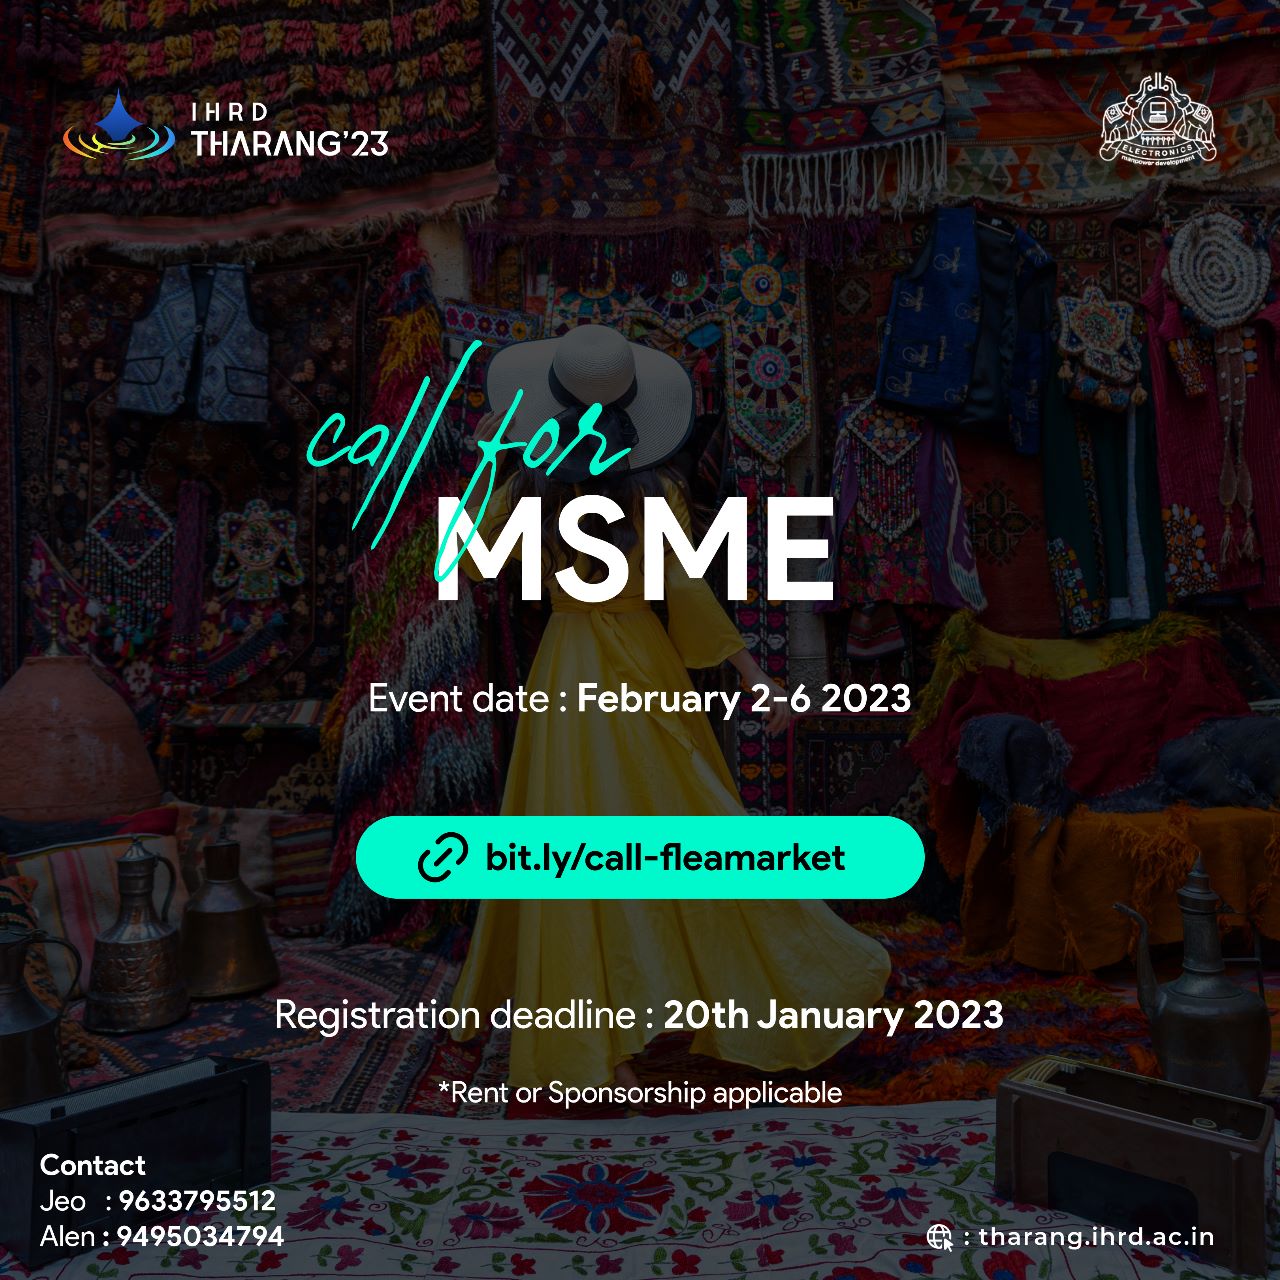 IHRD
THARANG'23
ELECTRONICS
manpower development
call for
MSME
Event date : February 2-6 2023
bit.ly/call-fleamarket
Registration deadline : 20th January 2023
*Rent or Sponsorship applicable
Contact
Jeo : 9633795512
Alen : 9495034794
: tharang.ihrd.ac.in